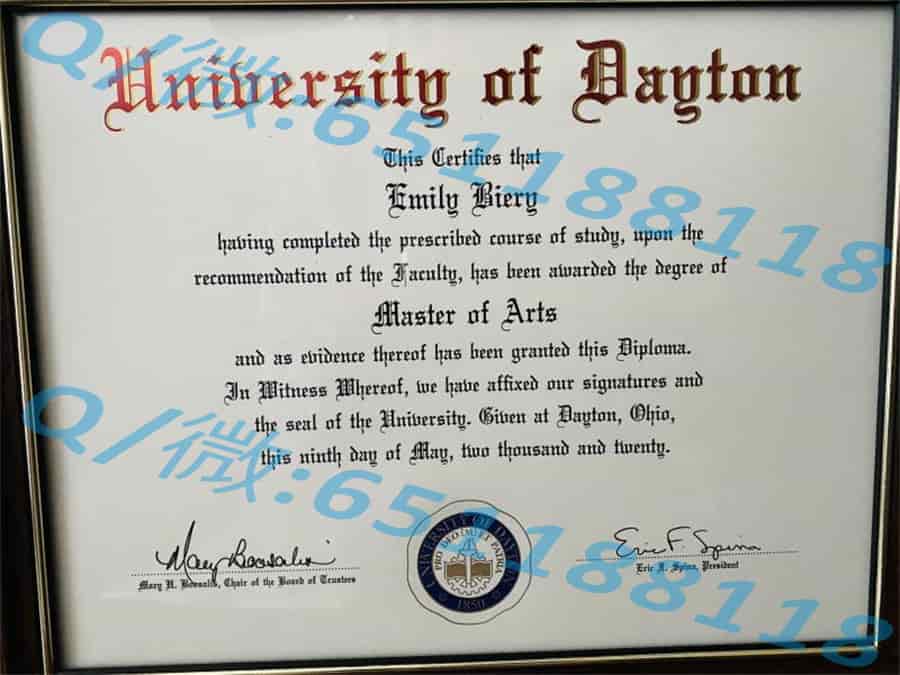 University of Dayton
This Certifies that
Emily Biery
having completed the prescribed course of study, upon the
recommendation of the Faculty, has been awarded the degree of
Master of Arts
and as evidence thereof has been granted this Diploma.
In Witness Whereof, we have affixed our signatures and
the seal of the University. Given at Dayton, Ohio,
this ninth day of May, two thousand and twenty.
Eric F. Spina
Mary H. Boosalis, Chair of the Board of Trustees
Eric F. Spina, President
UNIVERSITY OF DAYTON
PRO DEO ET PATRIA
1850
Q/微:651188118
Q/微:651188118